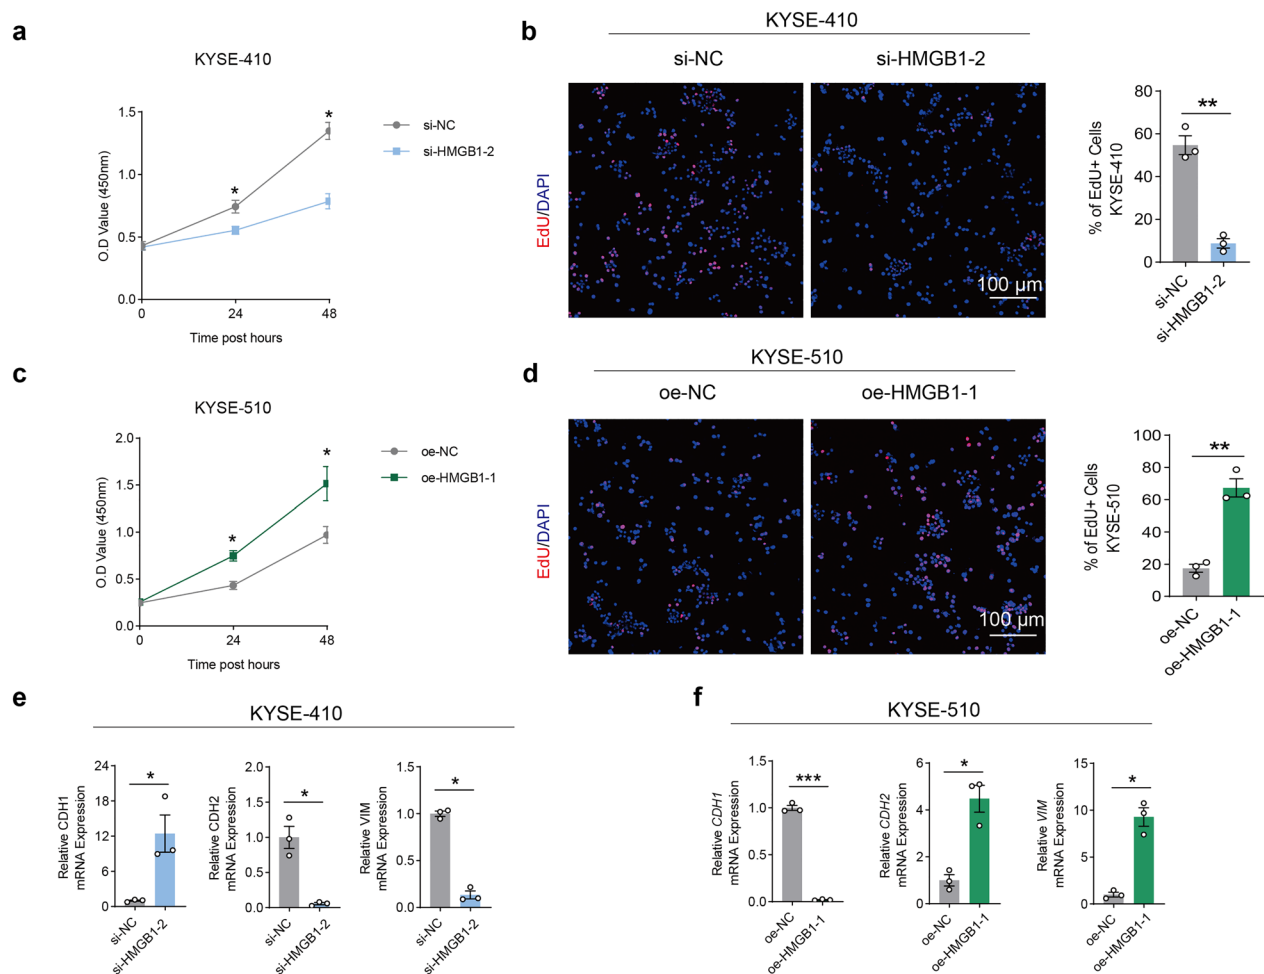 a
KYSE-410
1.5
1.0
0.5
0.0
O.D Value (450nm)
0 24 48
Time post hours
*
*
si-NC
si-HMGB1-2
b
KYSE-410
si-NC si-HMGB1-2
EdU/DAPI
100 μm
% of EdU+ Cells
KYSE-410
80
60
40
20
0
**
si-NC
si-HMGB1-2
c
KYSE-510
2.0
1.5
1.0
0.5
0.0
O.D Value (450nm)
0 24 48
Time post hours
*
*
oe-NC
oe-HMGB1-1
d
KYSE-510
oe-NC oe-HMGB1-1
EdU/DAPI
100 μm
% of EdU+ Cells
KYSE-510
100
80
60
40
20
0
**
oe-NC
oe-HMGB1-1
e
KYSE-410
Relative CDH1
mRNA Expression
24
18
12
6
0
*
si-NC
si-HMGB1-2
Relative CDH2
mRNA Expression
2.0
1.5
1.0
0.5
0.0
*
si-NC
si-HMGB1-2
Relative VIM
mRNA Expression
1.5
1.0
0.5
0.0
*
si-NC
si-HMGB1-2
f
KYSE-510
Relative CDH1
mRNA Expression
1.5
1.0
0.5
0.0
***
oe-NC
oe-HMGB1-1
Relative CDH2
mRNA Expression
6
4
2
0
*
oe-NC
oe-HMGB1-1
Relative VIM
mRNA Expression
15
10
5
0
*
oe-NC
oe-HMGB1-1